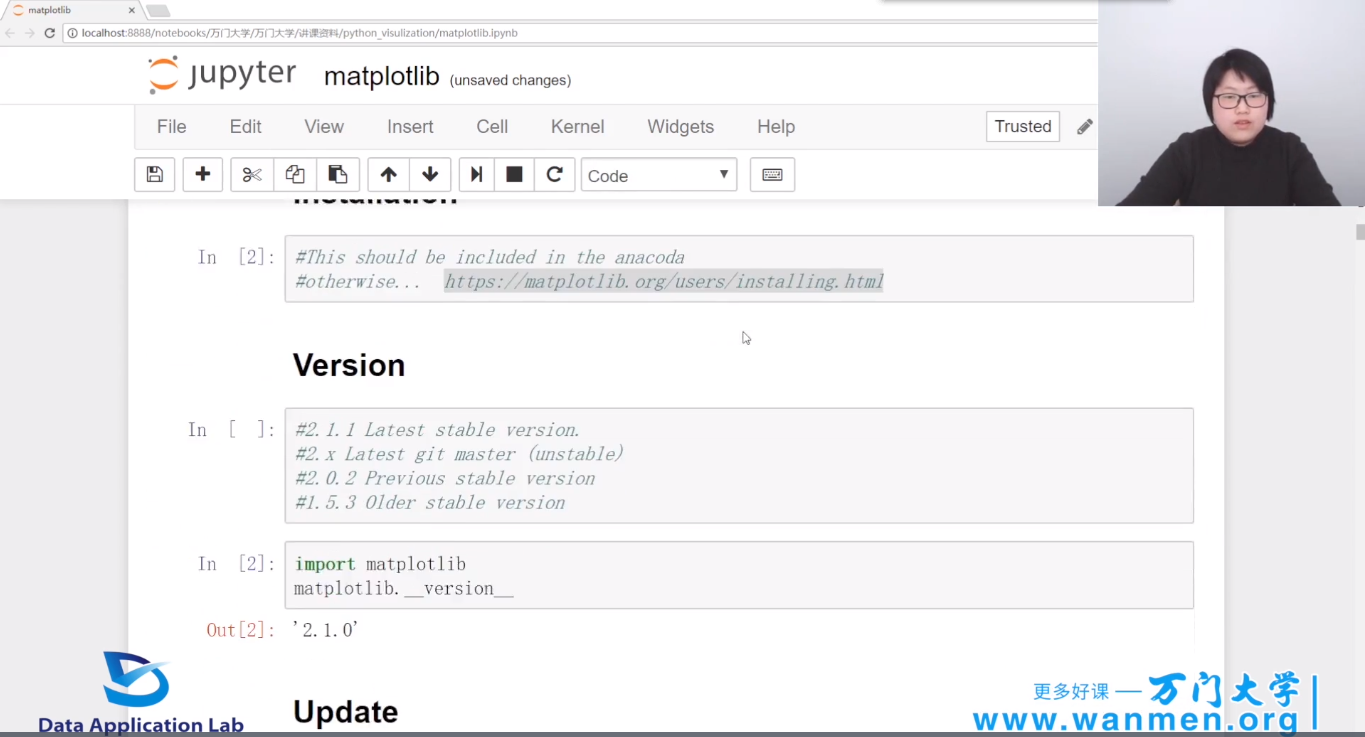 matplotlib
localhost:8888/notebooks/万门大学/万门大学/讲课资料/python_visulization/matplotlib.ipynb
jupyter matplotlib (unsaved changes)
File Edit View Insert Cell Kernel Widgets Help Trusted
Code
Installation
In [2]: #This should be included in the anacoda
#otherwise... https://matplotlib.org/users/installing.html
Version
In [ ]: #2.1.1 Latest stable version.
#2.x Latest git master (unstable)
#2.0.2 Previous stable version
#1.5.3 Older stable version
In [2]: import matplotlib
matplotlib.__version__
Out[2]: '2.1.0'
Update
Data Application Lab
更多好课 — 万门大学
www.wanmen.org